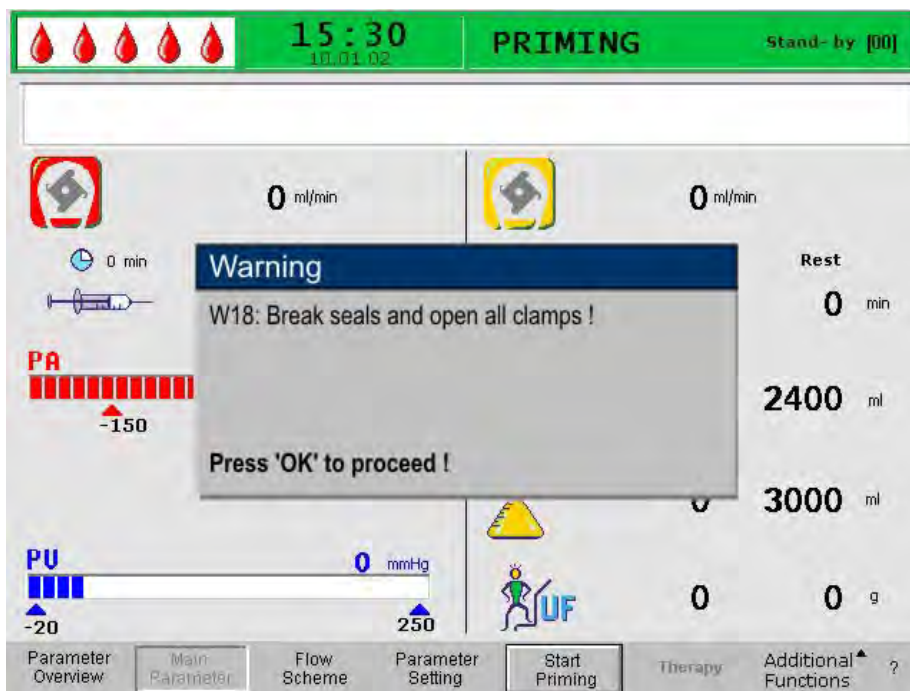 15:30 PRIMING Stand-by [00]
10.01.02
0 ml/min
0 ml/min
0 min
Rest
0 min
Warning
W18: Break seals and open all clamps !
Press 'OK' to proceed !
PA
-150
2400 ml
0 3000 ml
PV 0 mmHg
-20 250
UF 0 0 g
Parameter Overview
Main Parameter
Flow Scheme
Parameter Setting
Start Priming
Therapy
Additional Functions
?